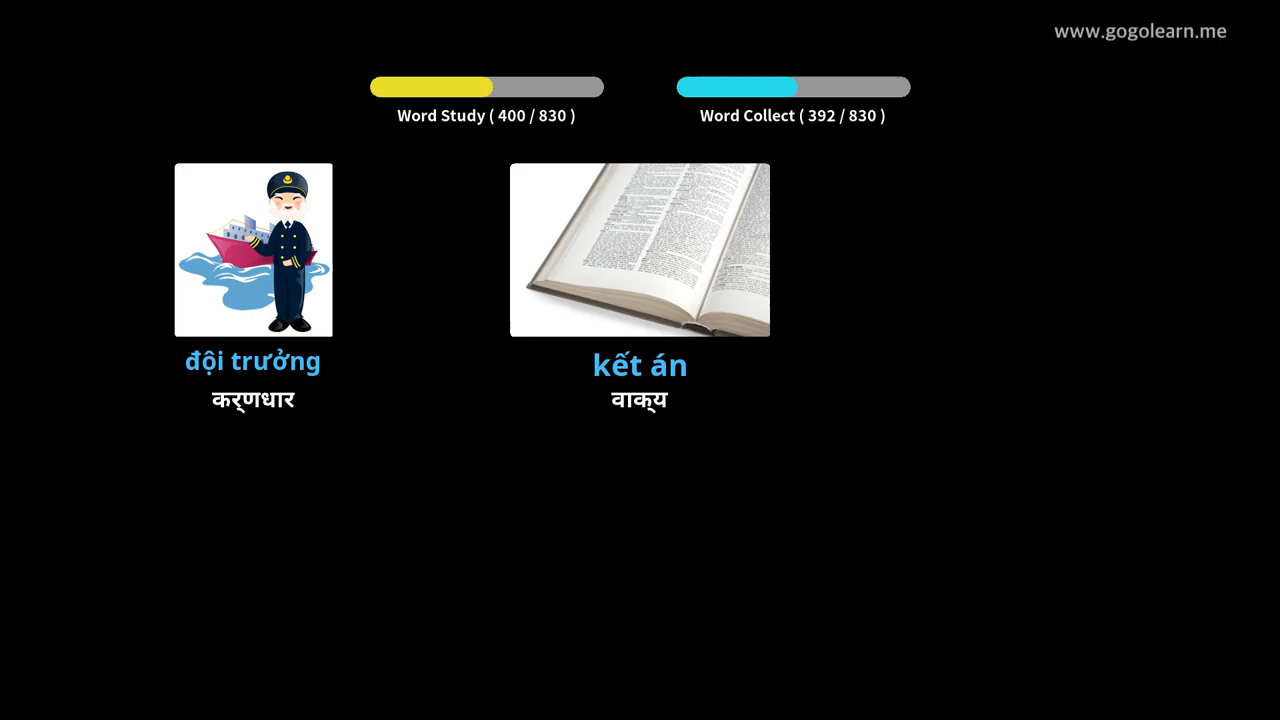 www.gogolearn.me
Word Study ( 400 / 830 )
Word Collect ( 392 / 830 )
đội trưởng
कर्णधार
kết án
वाक्य